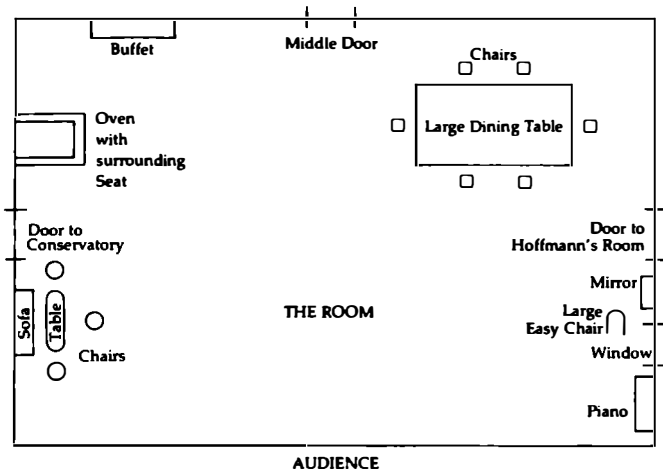 Buffet
Middle Door
Chairs
Oven
with
surrounding
Seat
Large Dining Table
Door to
Conservatory
Door to
Hoffmann's Room
Mirror
Sofa
Table
Chairs
THE ROOM
Large
Easy Chair
Window
Piano
AUDIENCE